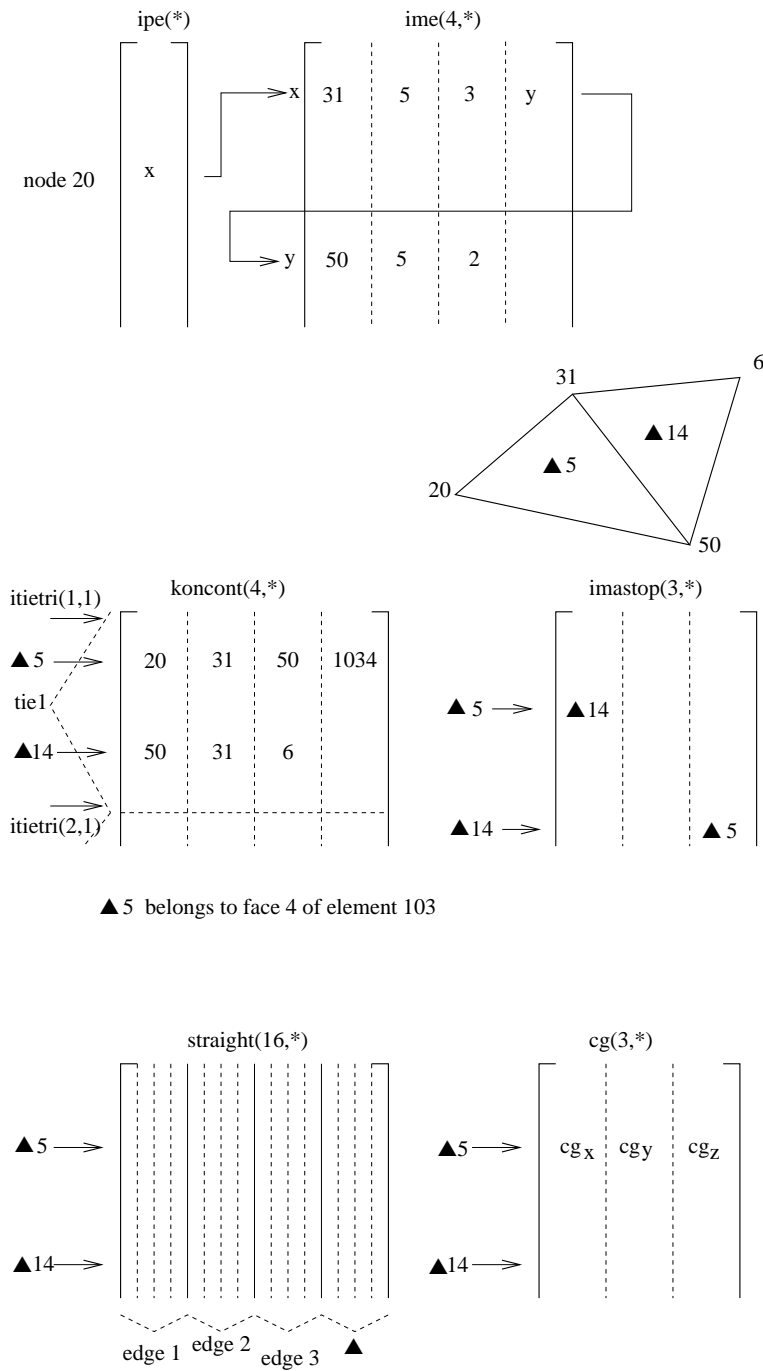 ipe(*) ime(4,*)
x 31 5 3 y
node 20 x
y 50 5 2
31 6
▲14
▲5
20
50
koncont(4,*) imastop(3,*)
itietri(1,1)
▲5 20 31 50 1034
tie1
▲5 ▲14
▲14 50 31 6
itietri(2,1)
▲14 ▲5
▲5 belongs to face 4 of element 103
straight(16,*) cg(3,*)
▲5 ▲5 cgx cgy cgz
▲14 ▲14
edge 1 edge 2 edge 3 ▲